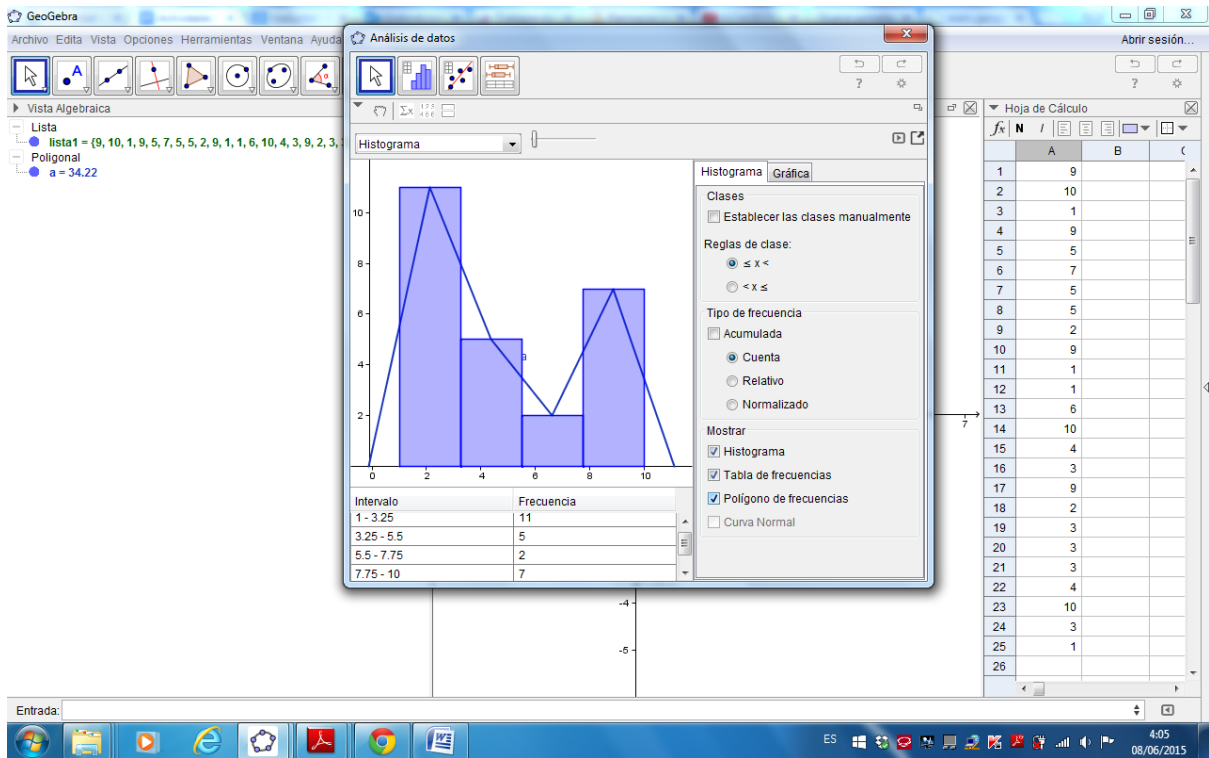 GeoGebra
Archivo Edita Vista Opciones Herramientas Ventana Ayuda
Abrir sesión...
A
α
?
Vista Algebraica
Lista
lista1 = {9, 10, 1, 9, 5, 7, 5, 5, 2, 9, 1, 1, 6, 10, 4, 3, 9, 2, 3,
Poligonal
a = 34.22
Análisis de datos
?
Σx
Histograma
10
8
6
4
2
a
0 2 4 6 8 10
Intervalo Frecuencia
1 - 3.25 11
3.25 - 5.5 5
5.5 - 7.75 2
7.75 - 10 7
Histograma Gráfica
Clases
Establecer las clases manualmente
Reglas de clase:
≤ x <
< x ≤
Tipo de frecuencia
Acumulada
Cuenta
Relativo
Normalizado
Mostrar
Histograma
Tabla de frecuencias
Polígono de frecuencias
Curva Normal
7
-4
-5
Hoja de Cálculo
fx N I
A B
1 9
2 10
3 1
4 9
5 5
6 7
7 5
8 5
9 2
10 9
11 1
12 1
13 6
14 10
15 4
16 3
17 9
18 2
19 3
20 3
21 3
22 4
23 10
24 3
25 1
26
Entrada:
ES
4:05
08/06/2015